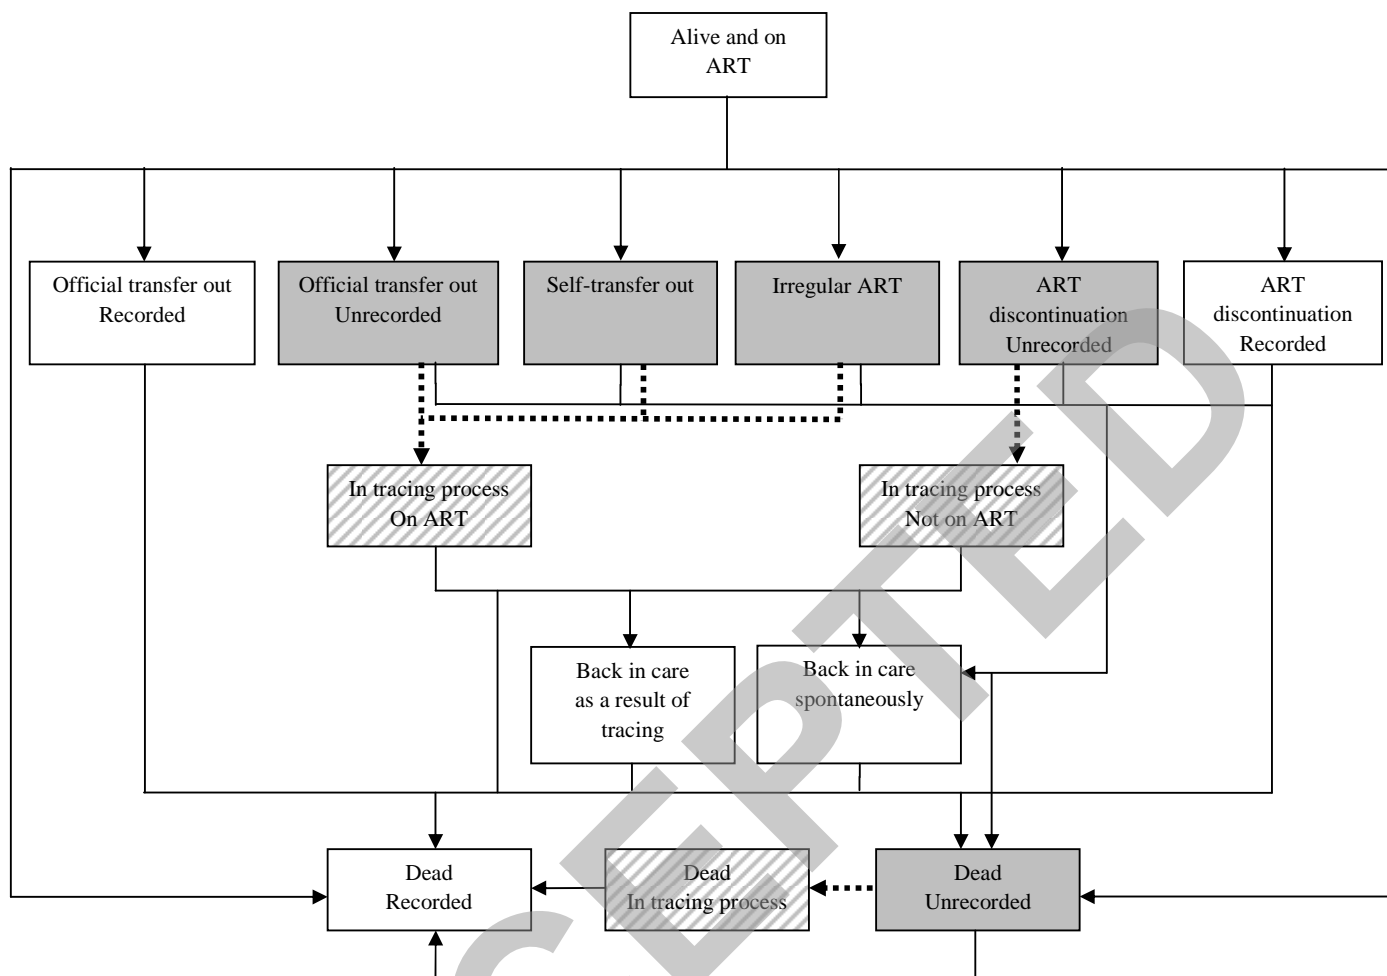 Alive and on
ART
Official transfer out
Recorded
Official transfer out
Unrecorded
Self-transfer out
Irregular ART
ART
discontinuation
Unrecorded
ART
discontinuation
Recorded
In tracing process
On ART
In tracing process
Not on ART
Back in care
as a result of
tracing
Back in care
spontaneously
Dead
Recorded
Dead
In tracing process
Dead
Unrecorded
CEPTED